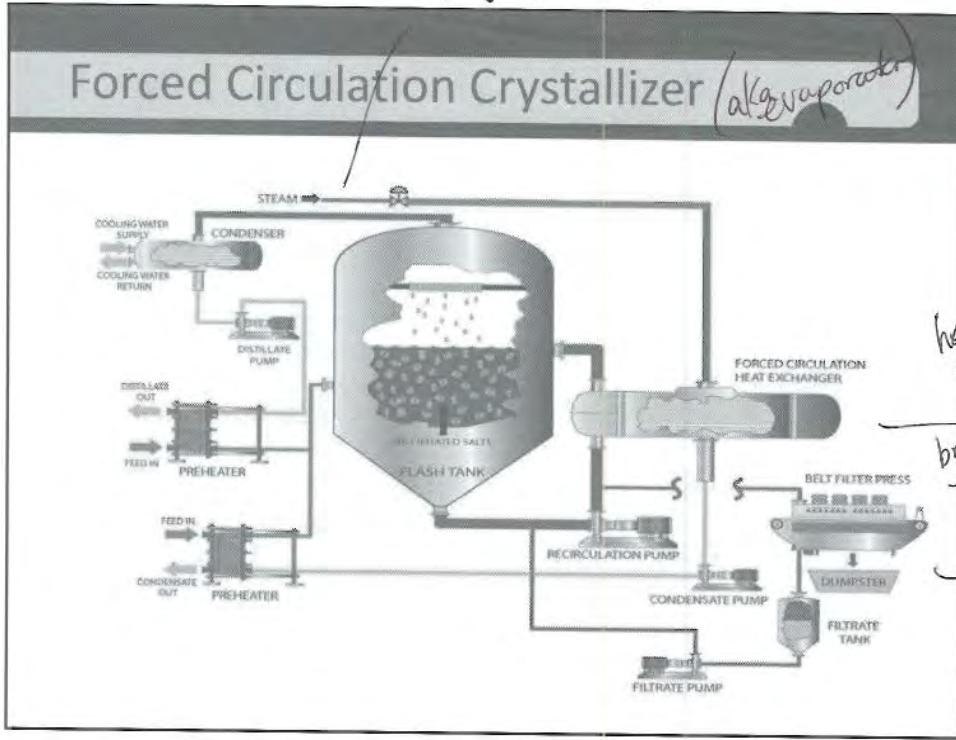 Forced Circulation Crystallizer (aka evaporator)
STEAM
COOLING WATER
SUPPLY
CONDENSER
COOLING WATER
RETURN
DISTILLATE
PUMP
FORCED CIRCULATION
HEAT EXCHANGER
DISTILLATE
OUT
FEED IN
PREHEATER
SALTS
FLASH TANK
BELT FILTER PRESS
FEED IN
RECIRCULATION PUMP
CONDENSATE
OUT
PREHEATER
CONDENSATE PUMP
DUMPSTER
FILTRATE
TANK
FILTRATE PUMP